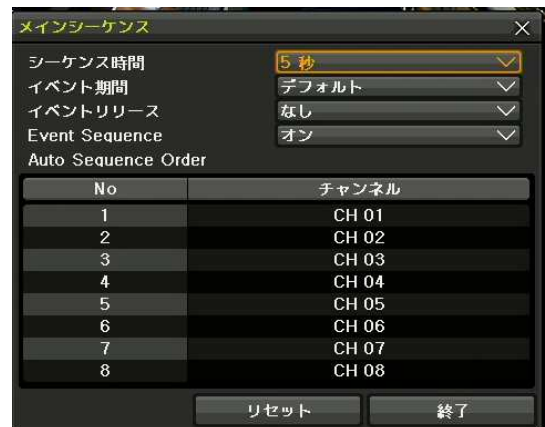 メインシーケンス
シーケンス時間 5 秒
イベント期間 デフォルト
イベントリリース なし
Event Sequence オン
Auto Sequence Order
No チャンネル
1 CH 01
2 CH 02
3 CH 03
4 CH 04
5 CH 05
6 CH 06
7 CH 07
8 CH 08
リセット 終了